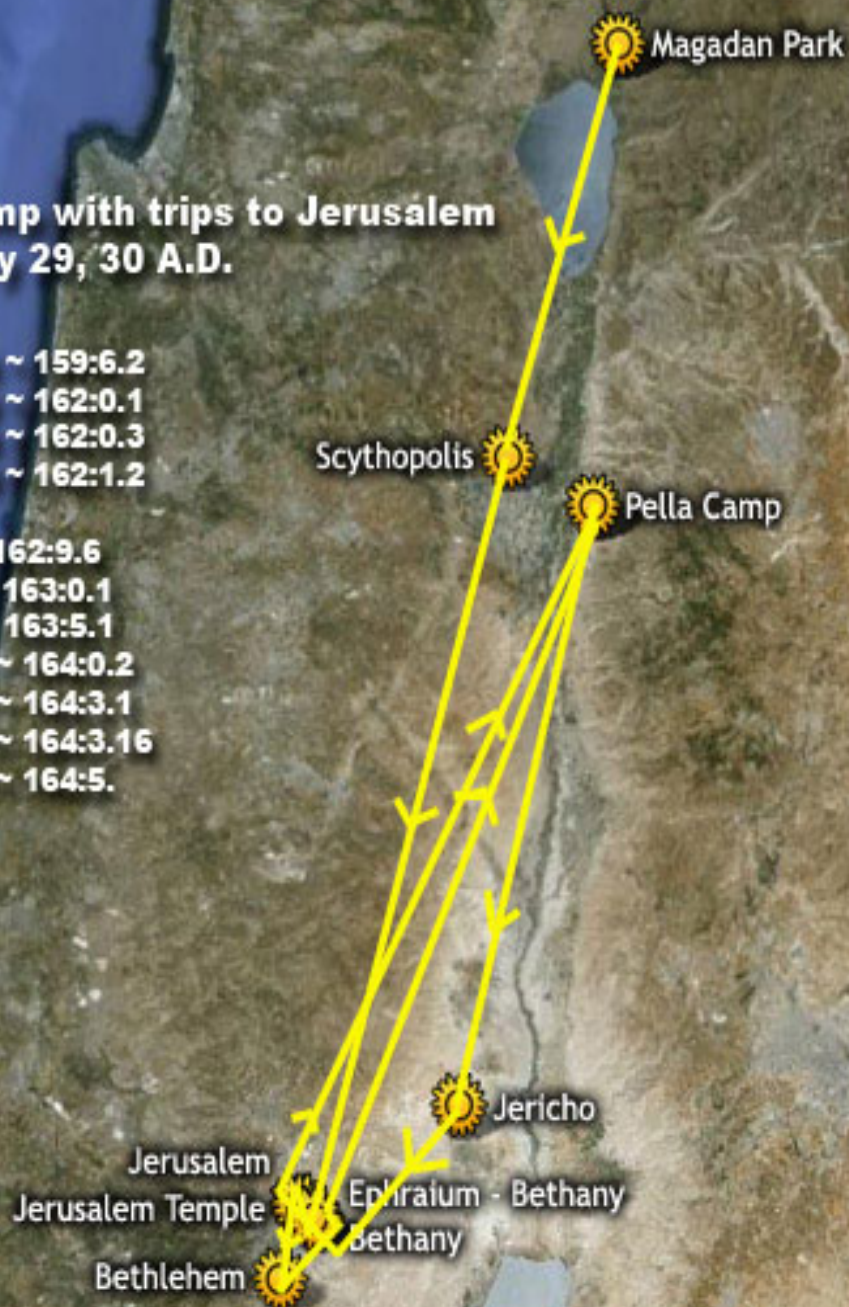 Magadan Park
mp with trips to Jerusalem
y 29, 30 A.D.
~ 159:6.2
~ 162:0.1
~ 162:0.3
~ 162:1.2
Scythopolis
Pella Camp
162:9.6
163:0.1
163:5.1
~ 164:0.2
~ 164:3.1
~ 164:3.16
~ 164:5.
Jericho
Jerusalem
Jerusalem Temple
Ephraium - Bethany
Bethany
Bethlehem